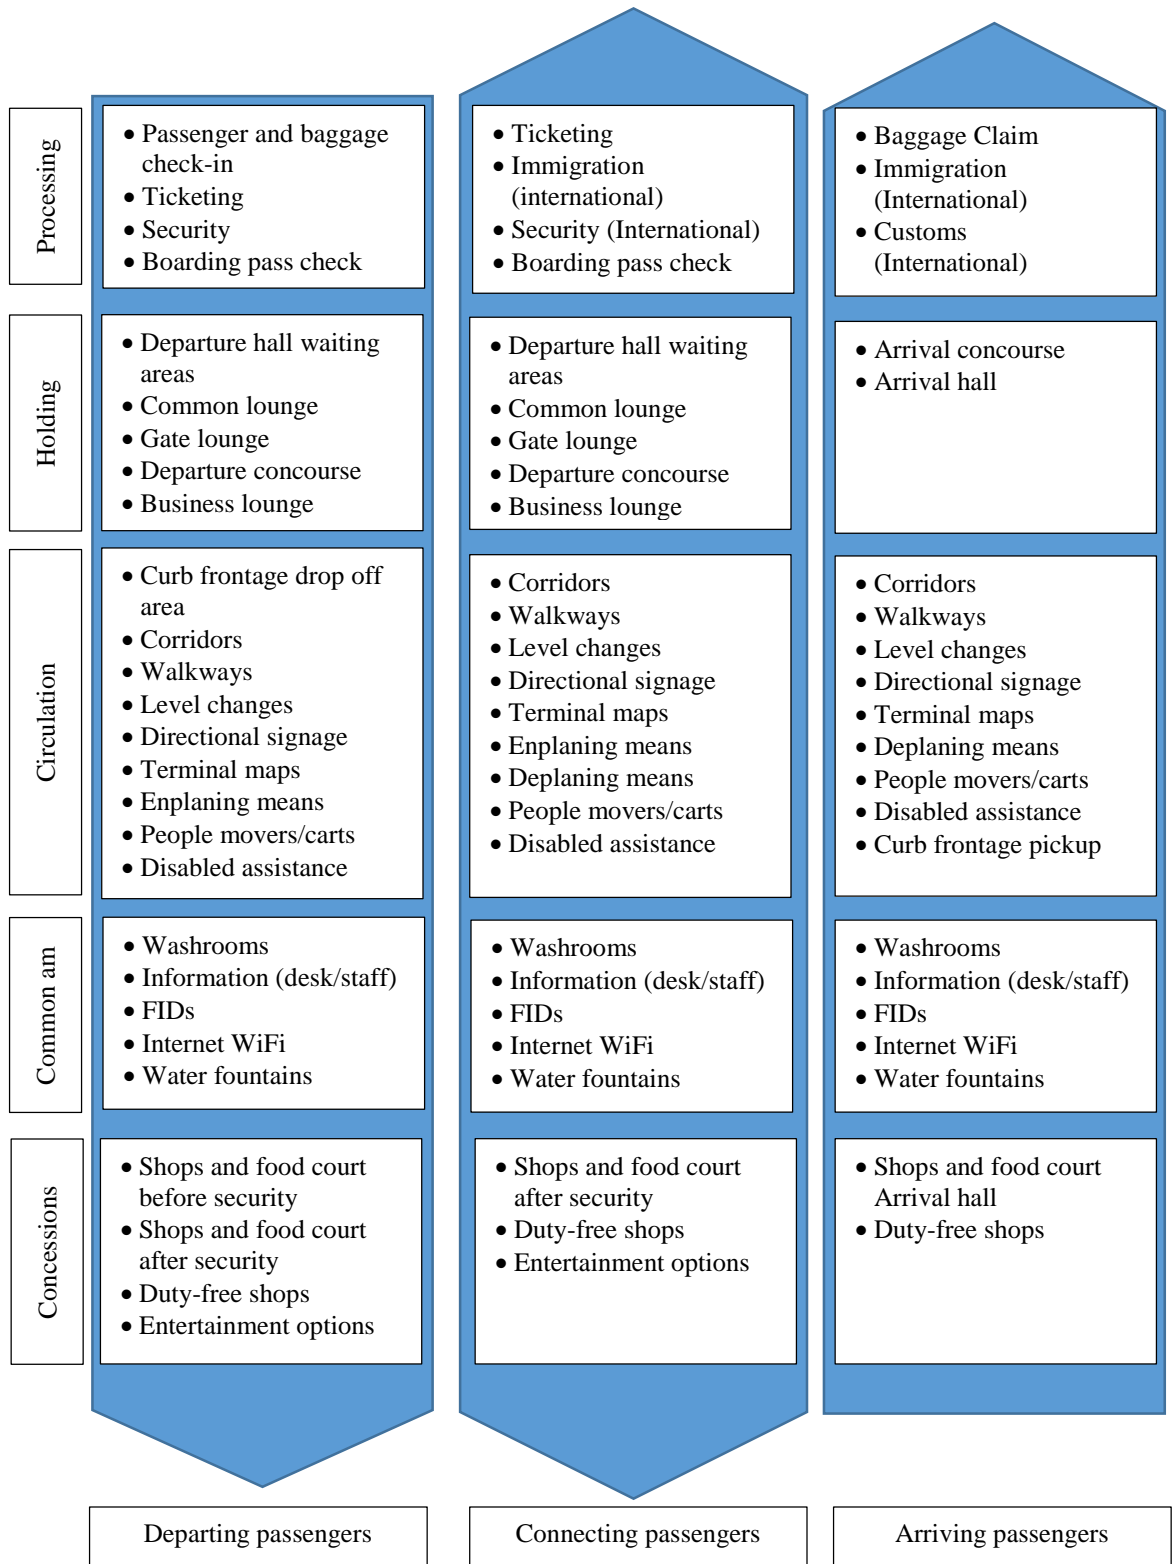 Processing
• Passenger and baggage
check-in
• Ticketing
• Security
• Boarding pass check
• Ticketing
• Immigration
(international)
• Security (International)
• Boarding pass check
• Baggage Claim
• Immigration
(International)
• Customs
(International)
Holding
• Departure hall waiting
areas
• Common lounge
• Gate lounge
• Departure concourse
• Business lounge
• Departure hall waiting
areas
• Common lounge
• Gate lounge
• Departure concourse
• Business lounge
• Arrival concourse
• Arrival hall
Circulation
• Curb frontage drop off
area
• Corridors
• Walkways
• Level changes
• Directional signage
• Terminal maps
• Enplaning means
• People movers/carts
• Disabled assistance
• Corridors
• Walkways
• Level changes
• Directional signage
• Terminal maps
• Enplaning means
• Deplaning means
• People movers/carts
• Disabled assistance
• Corridors
• Walkways
• Level changes
• Directional signage
• Terminal maps
• Deplaning means
• People movers/carts
• Disabled assistance
• Curb frontage pickup
Common am
• Washrooms
• Information (desk/staff)
• FIDs
• Internet WiFi
• Water fountains
• Washrooms
• Information (desk/staff)
• FIDs
• Internet WiFi
• Water fountains
• Washrooms
• Information (desk/staff)
• FIDs
• Internet WiFi
• Water fountains
Concessions
• Shops and food court
before security
• Shops and food court
after security
• Duty-free shops
• Entertainment options
• Shops and food court
after security
• Duty-free shops
• Entertainment options
• Shops and food court
Arrival hall
• Duty-free shops
Departing passengers
Connecting passengers
Arriving passengers